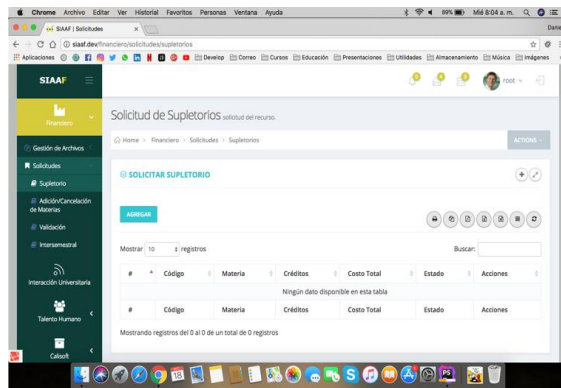 Chrome Archivo Editar Ver Historial Favoritos Personas Ventana Ayuda 89% Mié 8:04 a. m.
SIAAF | Solicitudes Danie
siaaf.dev/financiero/solicitudes/supletorios
Aplicaciones Develop Correo Cursos Educación Presentaciones Utilidades Almacenamiento Música Imágenes
SIAAF root
Financiero
Solicitud de Supletorios solicitud del recurso.
Home > Financiero > Solicitudes > Supletorios ACTIONS
Gestión de Archivos
Solicitudes
Supletorio
Adición/Cancelación
de Materias
Validación
Intersemestral
Interacción Universitaria
Talento Humano
Calisoft
SOLICITAR SUPLETORIO
AGREGAR
Mostrar 10 registros Buscar:
# Código Materia Créditos Costo Total Estado Acciones
Ningún dato disponible en esta tabla
# Código Materia Créditos Costo Total Estado Acciones
Mostrando registros del 0 al 0 de un total de 0 registros